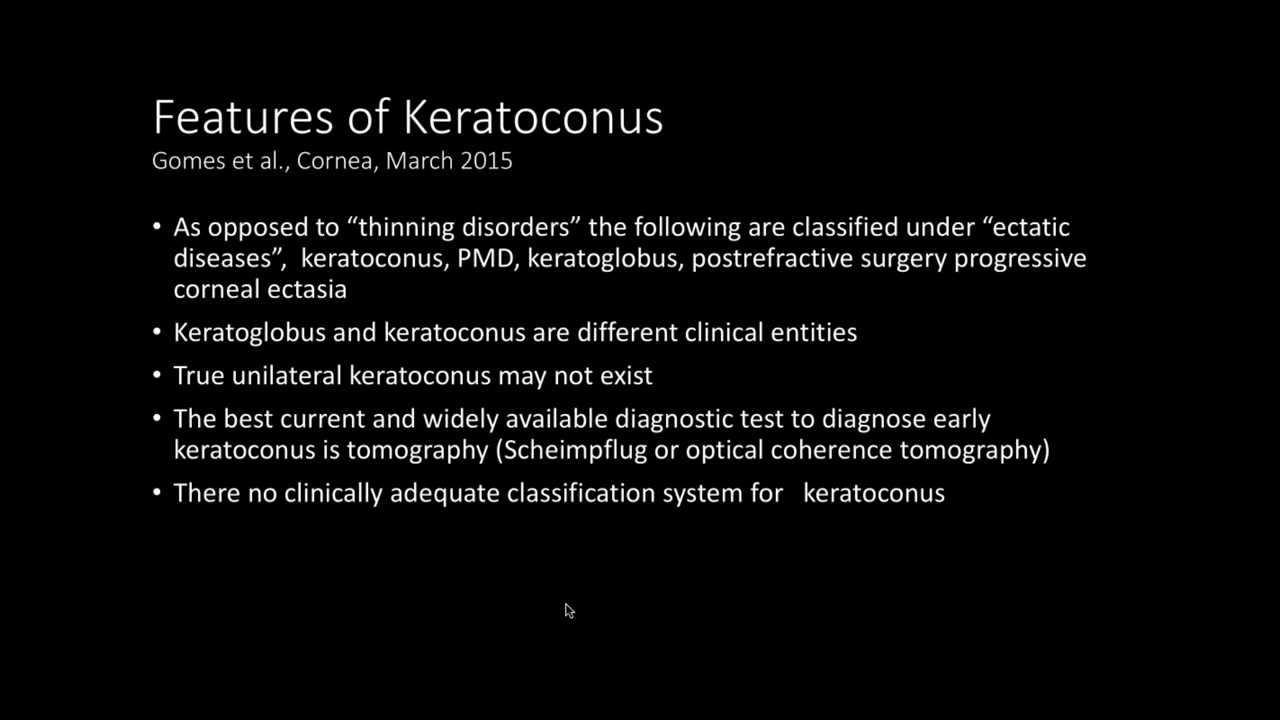 Features of Keratoconus
Gomes et al., Cornea, March 2015
• As opposed to “thinning disorders” the following are classified under “ectatic
diseases”,  keratoconus, PMD, keratoglobus, postrefractive surgery progressive
corneal ectasia
• Keratoglobus and keratoconus are different clinical entities
• True unilateral keratoconus may not exist
• The best current and widely available diagnostic test to diagnose early
keratoconus is tomography (Scheimpflug or optical coherence tomography)
• There no clinically adequate classification system for   keratoconus